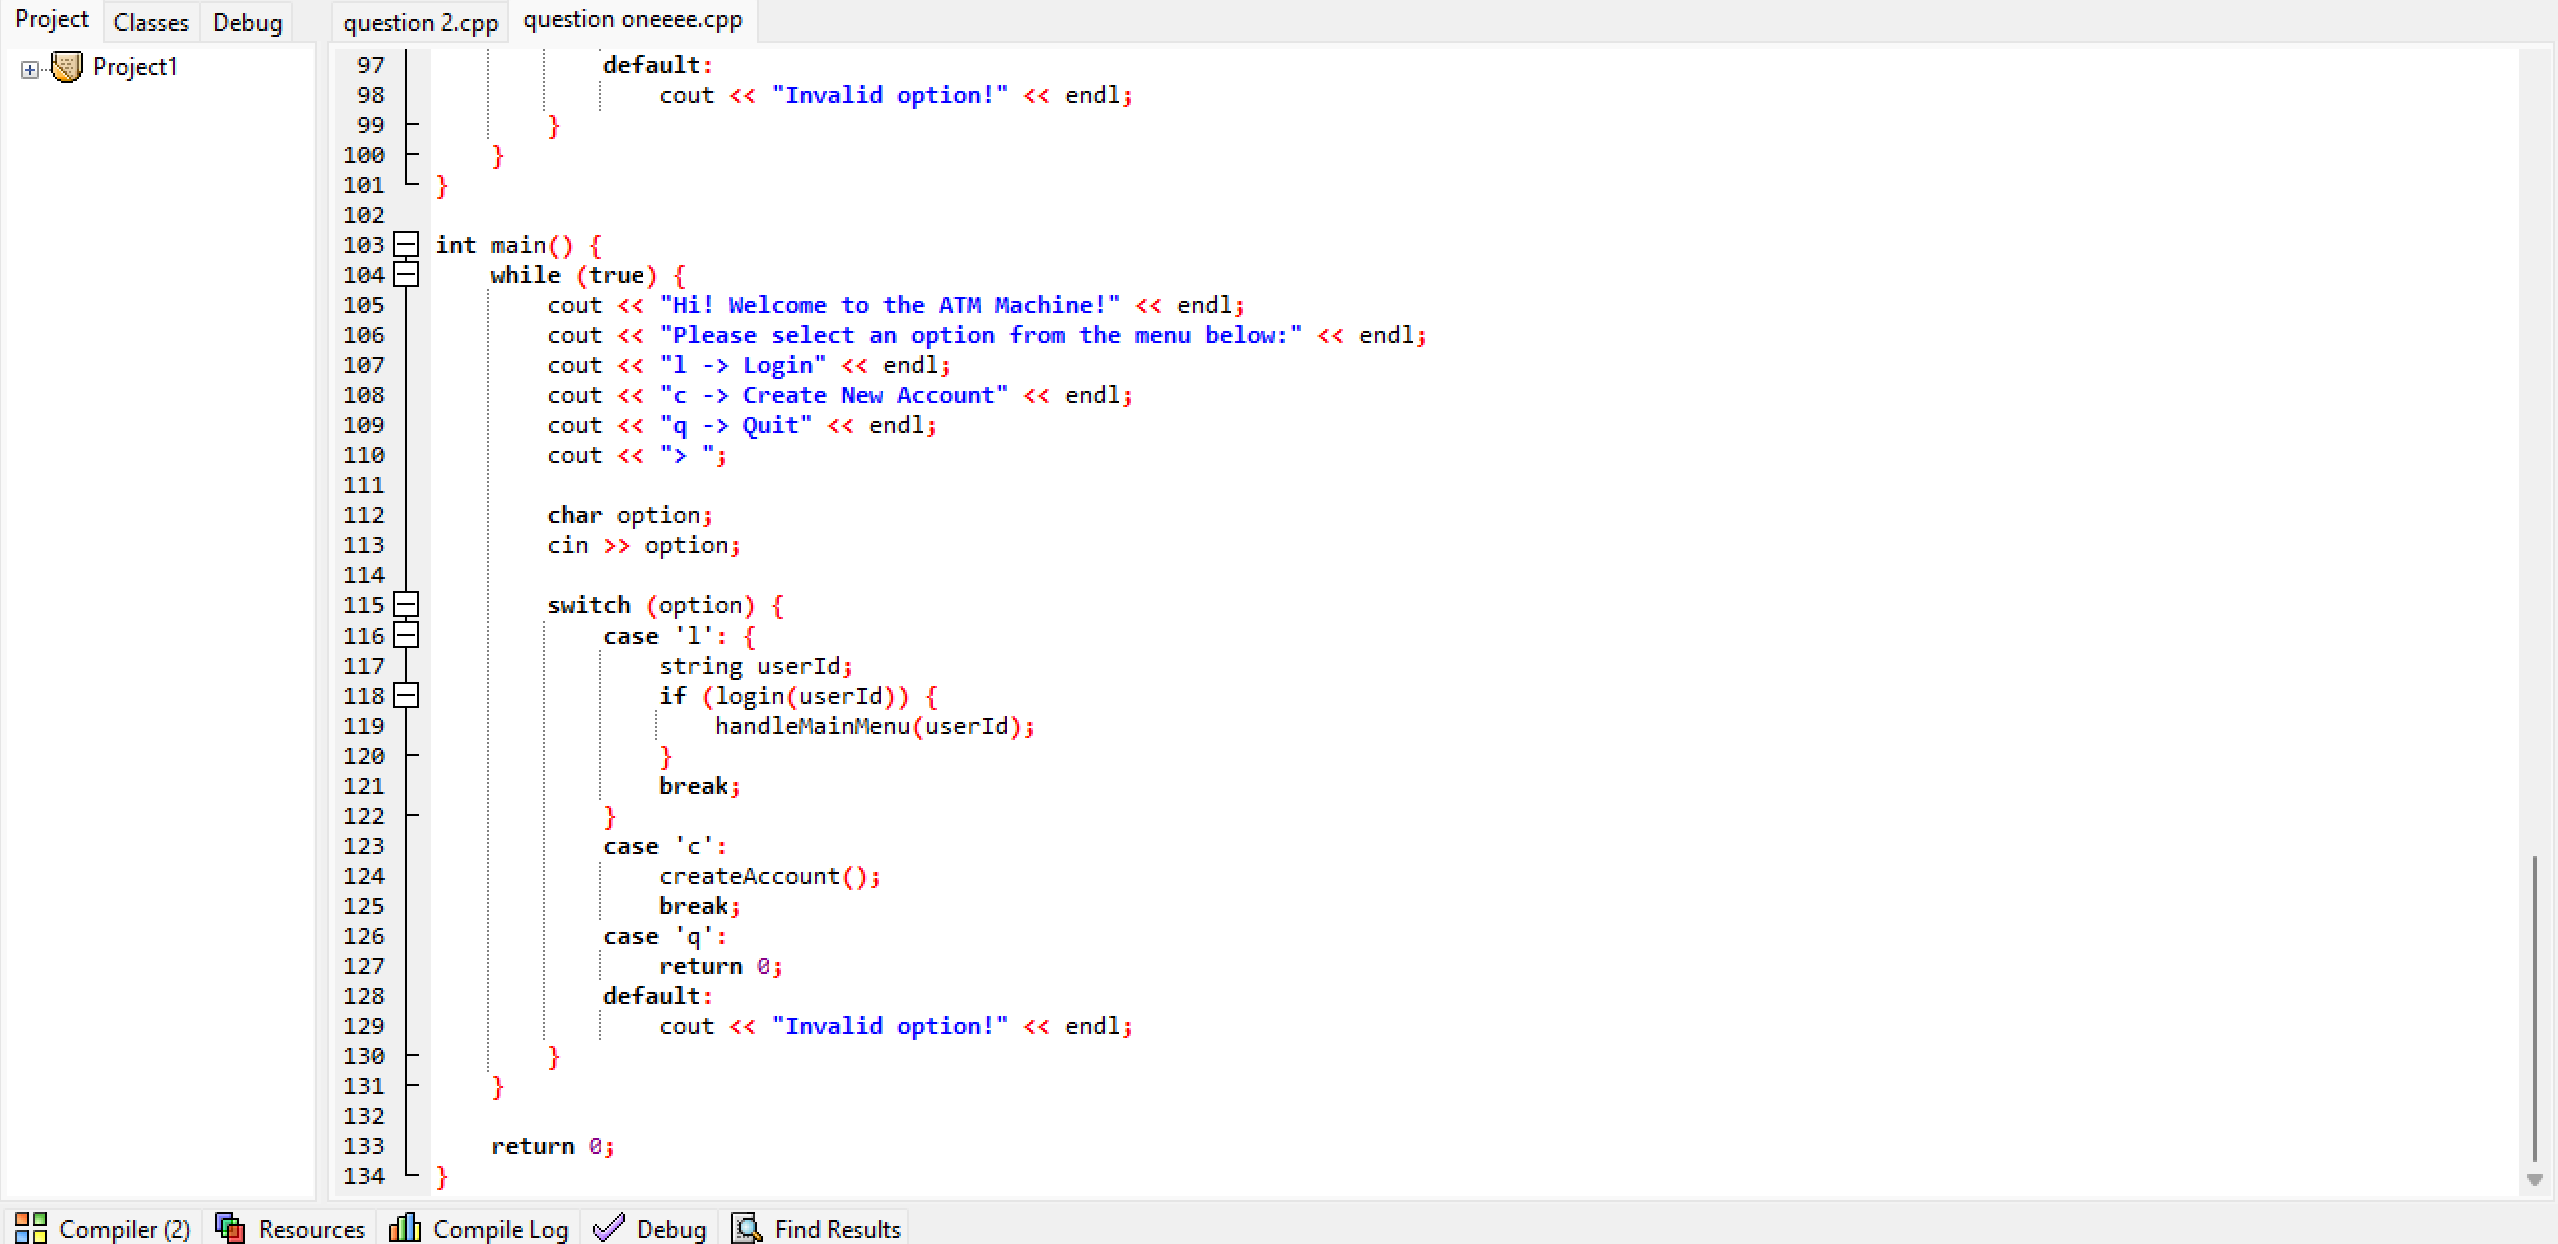 Project Classes Debug question 2.cpp question oneeee.cpp
Project1
97 default:
98 cout << "Invalid option!" << endl;
99 }
100 }
101 }
102
103 int main() {
104 while (true) {
105 cout << "Hi! Welcome to the ATM Machine!" << endl;
106 cout << "Please select an option from the menu below:" << endl;
107 cout << "l -> Login" << endl;
108 cout << "c -> Create New Account" << endl;
109 cout << "q -> Quit" << endl;
110 cout << "> ";
111
112 char option;
113 cin >> option;
114
115 switch (option) {
116 case 'l': {
117 string userId;
118 if (login(userId)) {
119 handleMainMenu(userId);
120 }
121 break;
122 }
123 case 'c':
124 createAccount();
125 break;
126 case 'q':
127 return 0;
128 default:
129 cout << "Invalid option!" << endl;
130 }
131 }
132
133 return 0;
134 }
Compiler (2) Resources Compile Log Debug Find Results